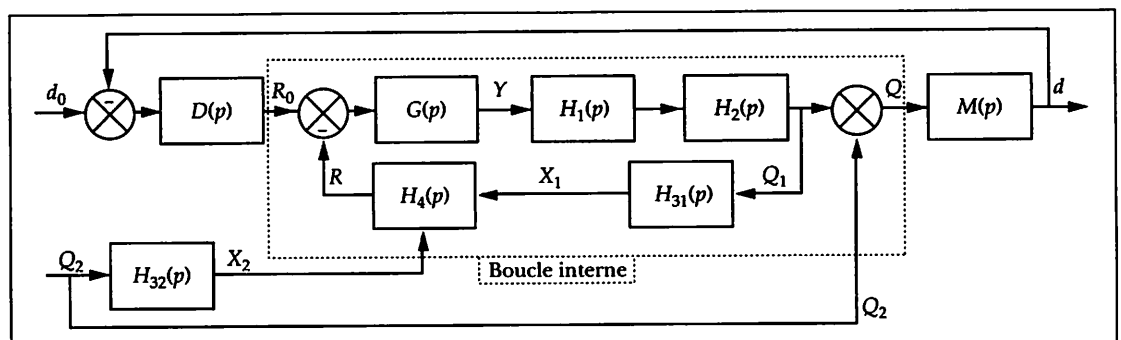 d₀
-
D(p)
R₀
-
G(p)
Y
H₁(p)
H₂(p)
Q
M(p)
d
R
H₄(p)
X₁
H₃₁(p)
Q₁
Q₂
H₃₂(p)
X₂
Boucle interne
Q₂